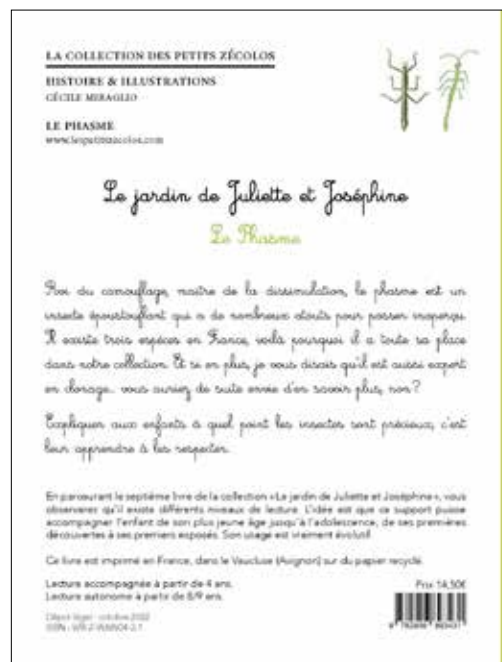 LA COLLECTION DES PETITS ZÉCOLOS
HISTOIRE & ILLUSTRATIONS
CÉCILE MIRAGLIO
LE PHASME
www.lespetitszecolos.com
Le jardin de Juliette et Joséphine
Le Phasme
Roi du camouflage, maître de la dissimulation, le phasme est un
insecte époustouflant qui a de nombreux atouts pour passer inaperçu.
Il existe trois espèces en France, voilà pourquoi il a toute sa place
dans notre collection. Et si en plus, je vous disais qu'il est aussi expert
en clonage... vous auriez de suite envie d'en savoir plus, non ?
Expliquer aux enfants à quel point les insectes sont précieux, c'est
leur apprendre à les respecter.
En parcourant le septième livre de la collection «Le jardin de Juliette et Joséphine», vous
observerez qu'il existe différents niveaux de lecture. L'idée est que ce support puisse
accompagner l'enfant de son plus jeune âge jusqu'à l'adolescence, de ses premières
découvertes à ses premiers exposés. Son usage est vraiment évolutif.
Ce livre est imprimé en France, dans le Vaucluse (Avignon) sur du papier recyclé.
Lecture accompagnée à partir de 4 ans.
Lecture autonome à partir de 8/9 ans.
Prix 14,50€
Dépôt légal : octobre 2022
ISBN :